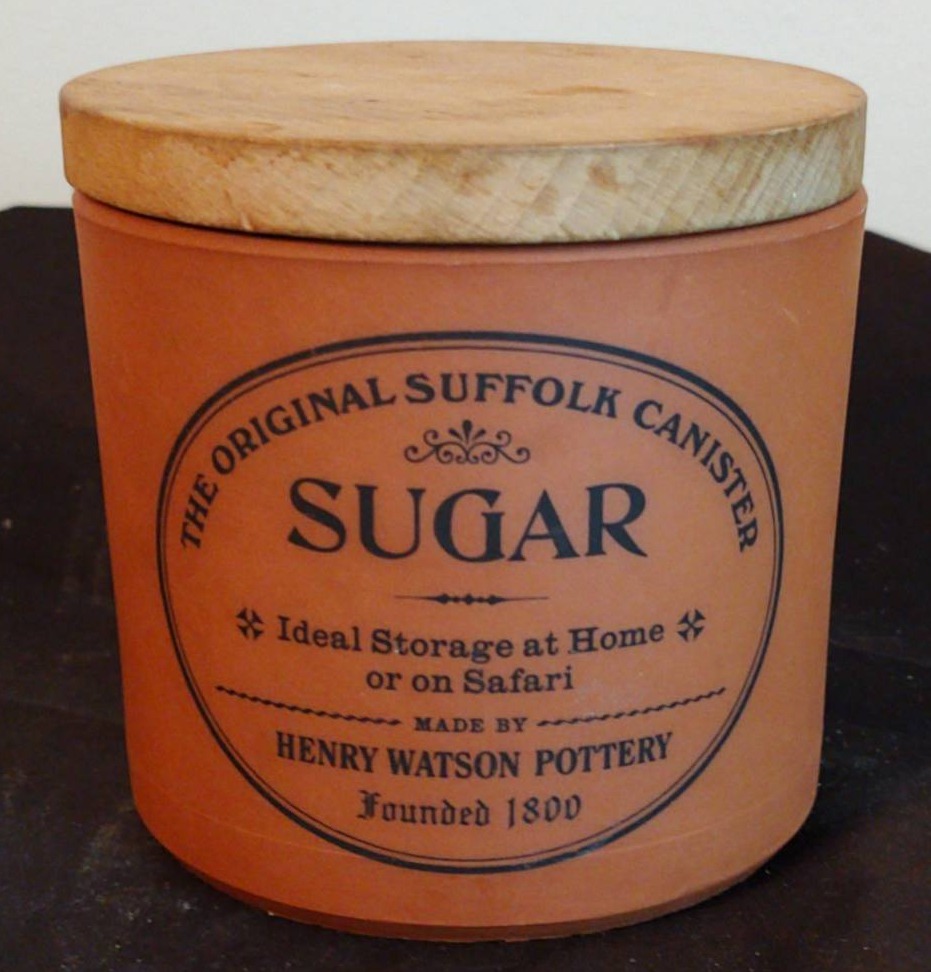 THE ORIGINAL SUFFOLK CANISTER
SUGAR
Ideal Storage at Home
or on Safari
MADE BY
HENRY WATSON POTTERY
Founded 1800